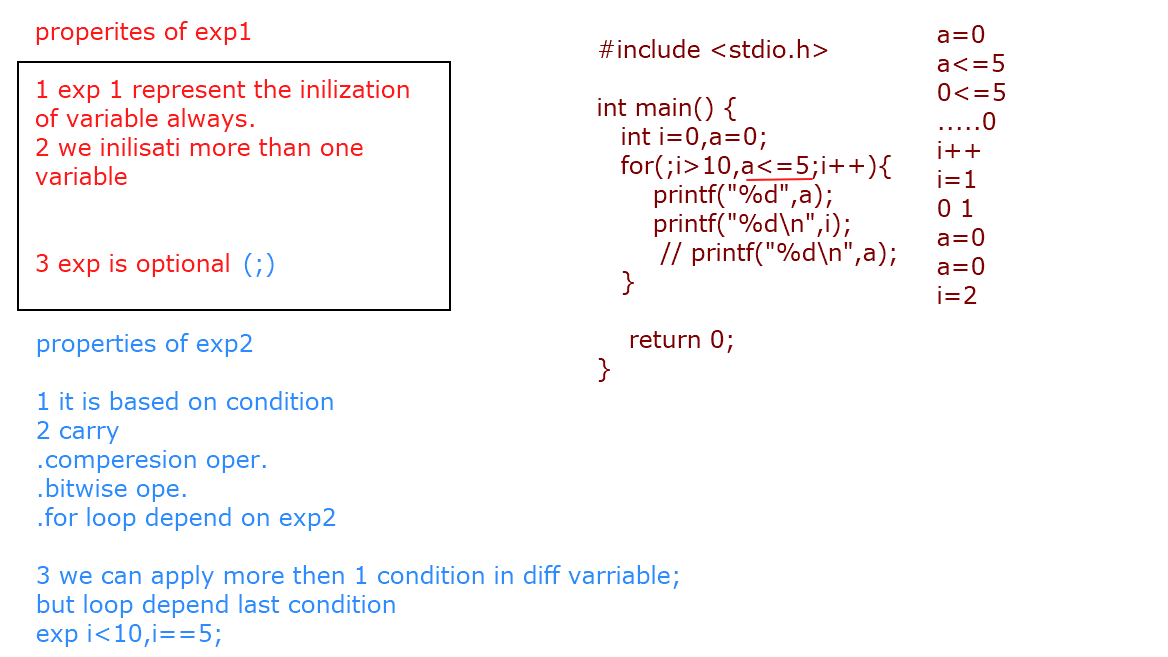 properites of exp1
1 exp 1 represent the inilization
of variable always.
2 we inilisati more than one
variable
3 exp is optional (;)
properties of exp2
1 it is based on condition
2 carry
.comperesion oper.
.bitwise ope.
.for loop depend on exp2
3 we can apply more then 1 condition in diff varriable;
but loop depend last condition
exp i<10,i==5;
#include <stdio.h>
int main() {
int i=0,a=0;
for(;i>10,a<=5;i++){
printf("%d",a);
printf("%d\n",i);
// printf("%d\n",a);
}
return 0;
}
a=0
a<=5
0<=5
.....0
i++
i=1
0 1
a=0
a=0
i=2